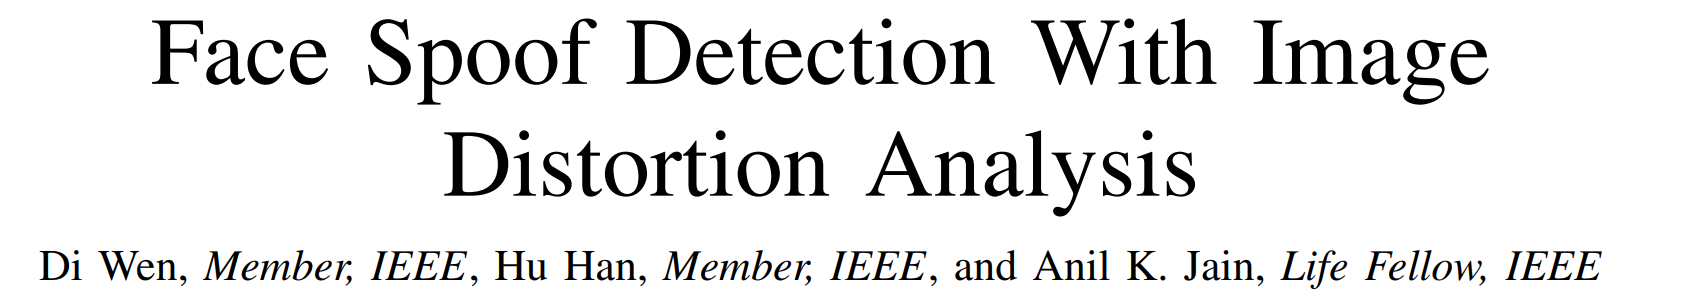 Face Spoof Detection With Image
Distortion Analysis
Di Wen, Member, IEEE, Hu Han, Member, IEEE, and Anil K. Jain, Life Fellow, IEEE